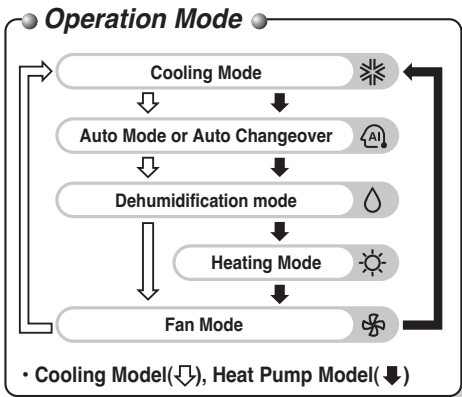 Operation Mode
Cooling Mode
Auto Mode or Auto Changeover
AI
Dehumidification mode
Heating Mode
Fan Mode
· Cooling Model(⇩), Heat Pump Model(⬇)